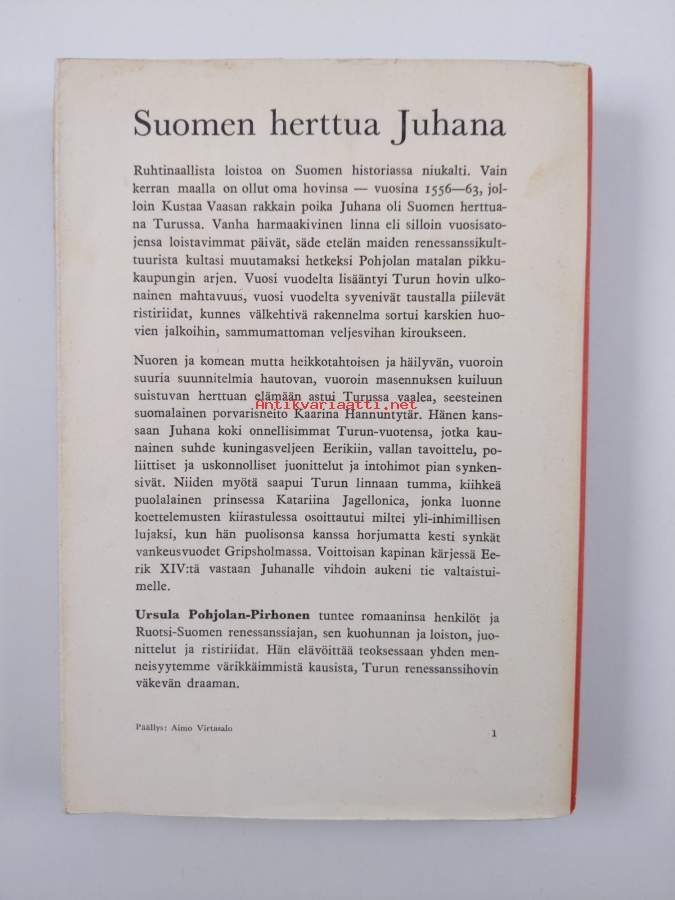 Suomen herttua Juhana
Ruhtinaallista loistoa on Suomen historiassa niukalti. Vain
kerran maalla on ollut oma hovinsa — vuosina 1556—63, jol-
loin Kustaa Vaasan rakkain poika Juhana oli Suomen herttua-
na Turussa. Vanha harmaakivinen linna eli silloin vuosisato-
jensa loistavimmat päivät, säde etelän maiden renessanssikult-
tuurista kultasi muutamaksi hetkeksi Pohjolan matalan pikku-
kaupungin arjen. Vuosi vuodelta lisääntyi Turun hovin ulko-
nainen mahtavuus, vuosi vuodelta syvenivät taustalla piilevät
ristiriidat, kunnes välkehtivä rakennelma sortui karskien huo-
vien jalkoihin, sammumattoman veljesvihan kiroukseen.
Nuoren ja komean mutta heikkotahtoisen ja häilyvän, vuoroin
suuria suunnitelmia hautovan, vuoroin masennuksen kuiluun
suistuvan herttuan elämään astui Turussa vaalea, seesteinen
Antikvariaatti.net
suomalainen porvarisneito Kaarina Hannuntytär. Hänen kans-
saan Juhana koki onnellisimmat Turun-vuotensa, jotka kau-
nainen suhde kuningasveljeen Eerikiin, vallan tavoittelu, po-
liittiset ja uskonnolliset juonittelut ja intohimot pian synken-
sivät. Niiden myötä saapui Turun linnaan tumma, kiihkeä
puolalainen prinsessa Katariina Jagellonica, jonka luonne
koettelemusten kiirastulessa osoittautui miltei yli-inhimillisen
lujaksi, kun hän puolisonsa kanssa horjumatta kesti synkät
vankeusvuodet Gripsholmassa. Voittoisan kapinan kärjessä Ee-
rik XIV:tä vastaan Juhanalle vihdoin aukeni tie valtaistui-
melle.
Ursula Pohjolan-Pirhonen tuntee romaaninsa henkilöt ja
Ruotsi-Suomen renessanssiajan, sen kuohunnan ja loiston, juo-
nittelut ja ristiriidat. Hän elävöittää teoksessaan yhden men-
neisyytemme värikkäimmistä kausista, Turun renessanssihovin
väkevän draaman.
Päällys: Aimo Virtasalo
1